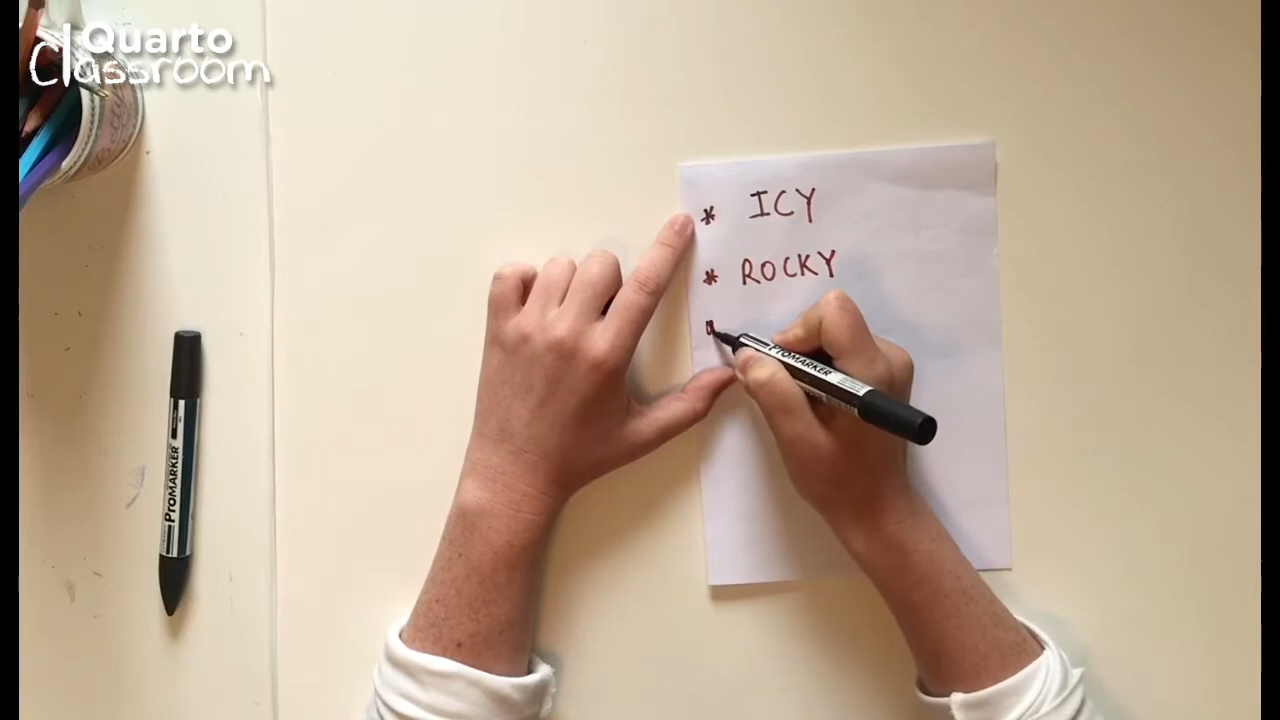 Quarto
Classroom
* ICY
* ROCKY
PROMARKER
PROMARKER